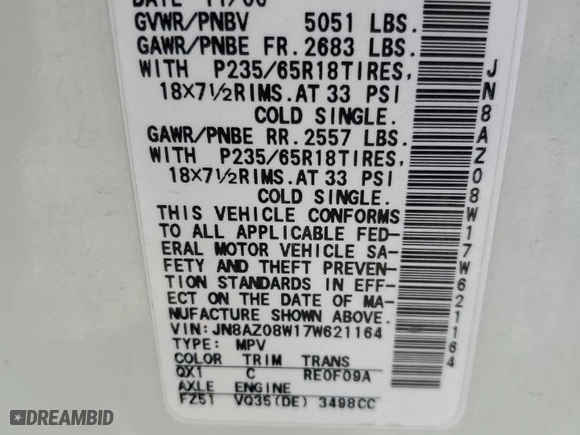 DATE 11/06
GVWR/PNBV 5051 LBS.
GAWR/PNBE FR. 2683 LBS.
WITH P235/65R18TIRES,
18X7½RIMS. AT 33 PSI
COLD SINGLE.
GAWR/PNBE RR. 2557 LBS.
WITH P235/65R18TIRES,
18X7½RIMS. AT 33 PSI
COLD SINGLE.
THIS VEHICLE CONFORMS
TO ALL APPLICABLE FED-
ERAL MOTOR VEHICLE SA-
FETY AND THEFT PREVEN-
TION STANDARDS IN EFF-
ECT ON THE DATE OF MA-
NUFACTURE SHOWN ABOVE.
VIN: JN8AZ08W17W621164
TYPE: MPV
COLOR TRIM TRANS
QX1 C RE0F09A
AXLE ENGINE
FZ51 VQ35(DE) 3498CC
JN8AZ08W17W621164
DREAMBID